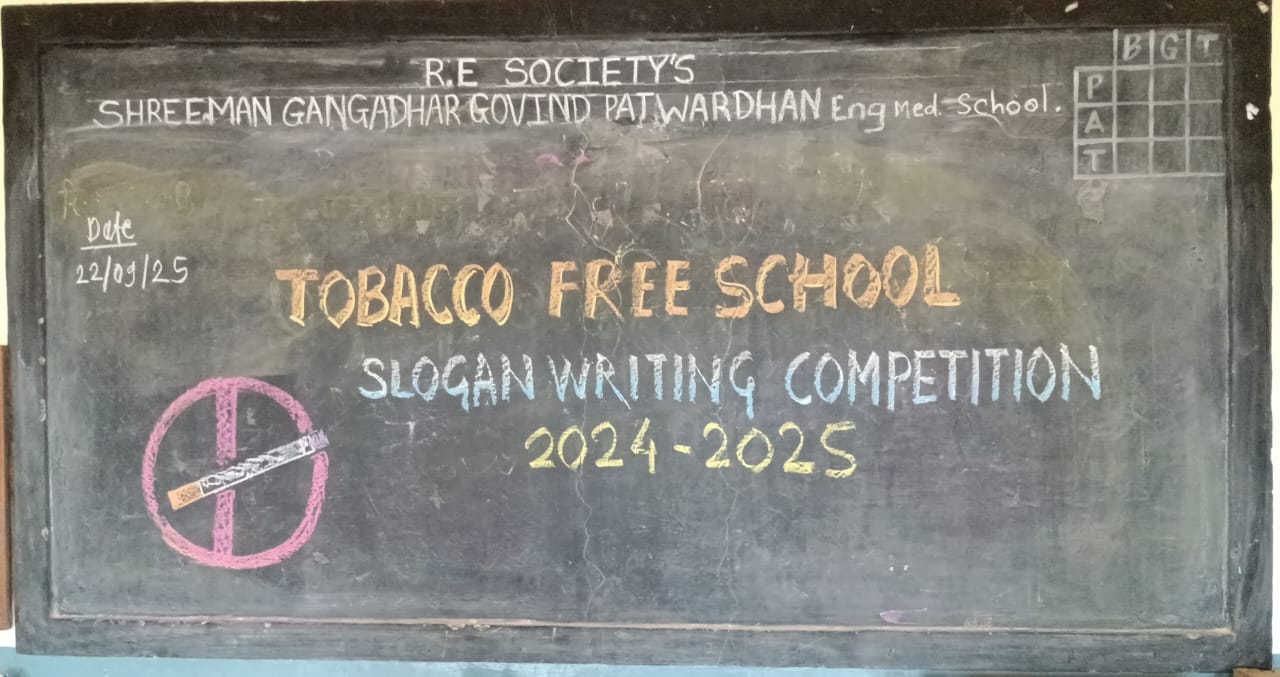 R.E SOCIETY'S
SHREEMAN GANGADHAR GOVIND PATWARDHAN Eng Med. School.
B G T
P
A
T
Date
22/09/25
TOBACCO FREE SCHOOL
SLOGAN WRITING COMPETITION
2024-2025